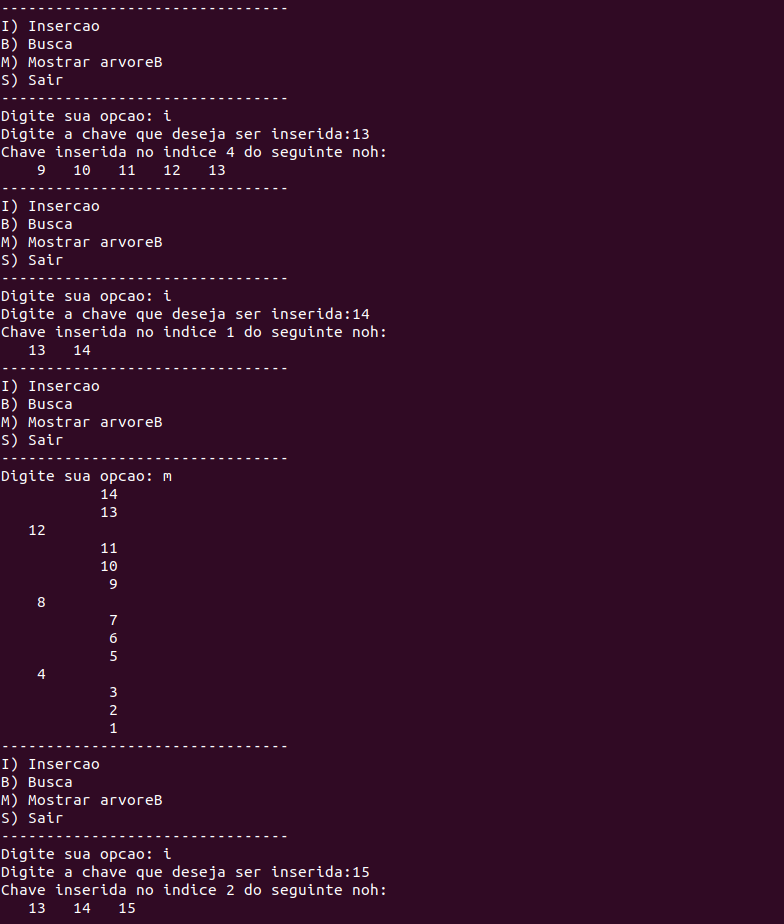 --------------------------------
I) Insercao
B) Busca
M) Mostrar arvoreB
S) Sair
--------------------------------
Digite sua opcao: i
Digite a chave que deseja ser inserida:13
Chave inserida no indice 4 do seguinte noh:
    9   10   11   12   13
--------------------------------
I) Insercao
B) Busca
M) Mostrar arvoreB
S) Sair
--------------------------------
Digite sua opcao: i
Digite a chave que deseja ser inserida:14
Chave inserida no indice 1 do seguinte noh:
   13   14
--------------------------------
I) Insercao
B) Busca
M) Mostrar arvoreB
S) Sair
--------------------------------
Digite sua opcao: m
           14
           13
   12
           11
           10
            9
    8
            7
            6
            5
    4
            3
            2
            1
--------------------------------
I) Insercao
B) Busca
M) Mostrar arvoreB
S) Sair
--------------------------------
Digite sua opcao: i
Digite a chave que deseja ser inserida:15
Chave inserida no indice 2 do seguinte noh:
   13   14   15